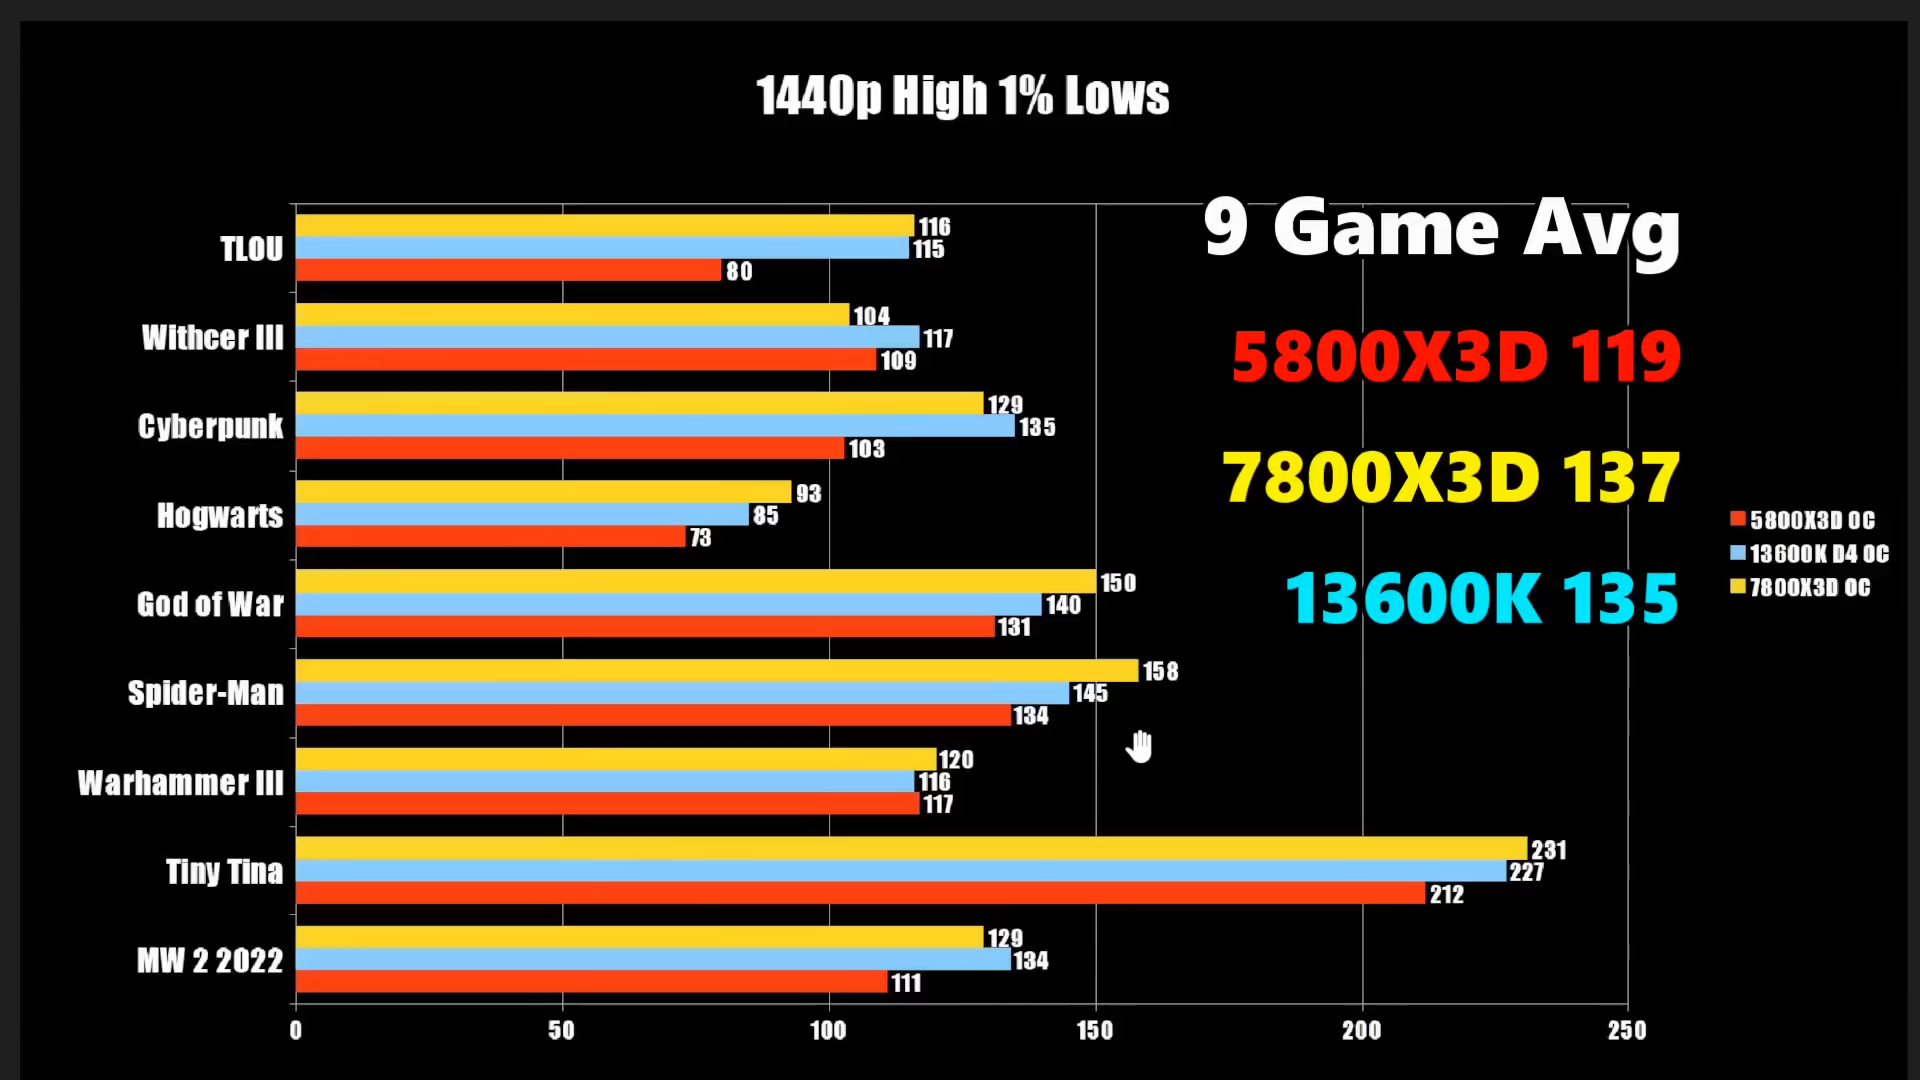 1440p High 1% Lows
9 Game Avg
5800X3D 119
7800X3D 137
13600K 135
5800X3D OC
13600K D4 OC
7800X3D OC
TLOU
116
115
80
Withcer III
104
117
109
Cyberpunk
129
135
103
Hogwarts
93
85
73
God of War
150
140
131
Spider-Man
158
145
134
Warhammer III
120
116
117
Tiny Tina
231
227
212
MW 2 2022
129
134
111
0 50 100 150 200 250